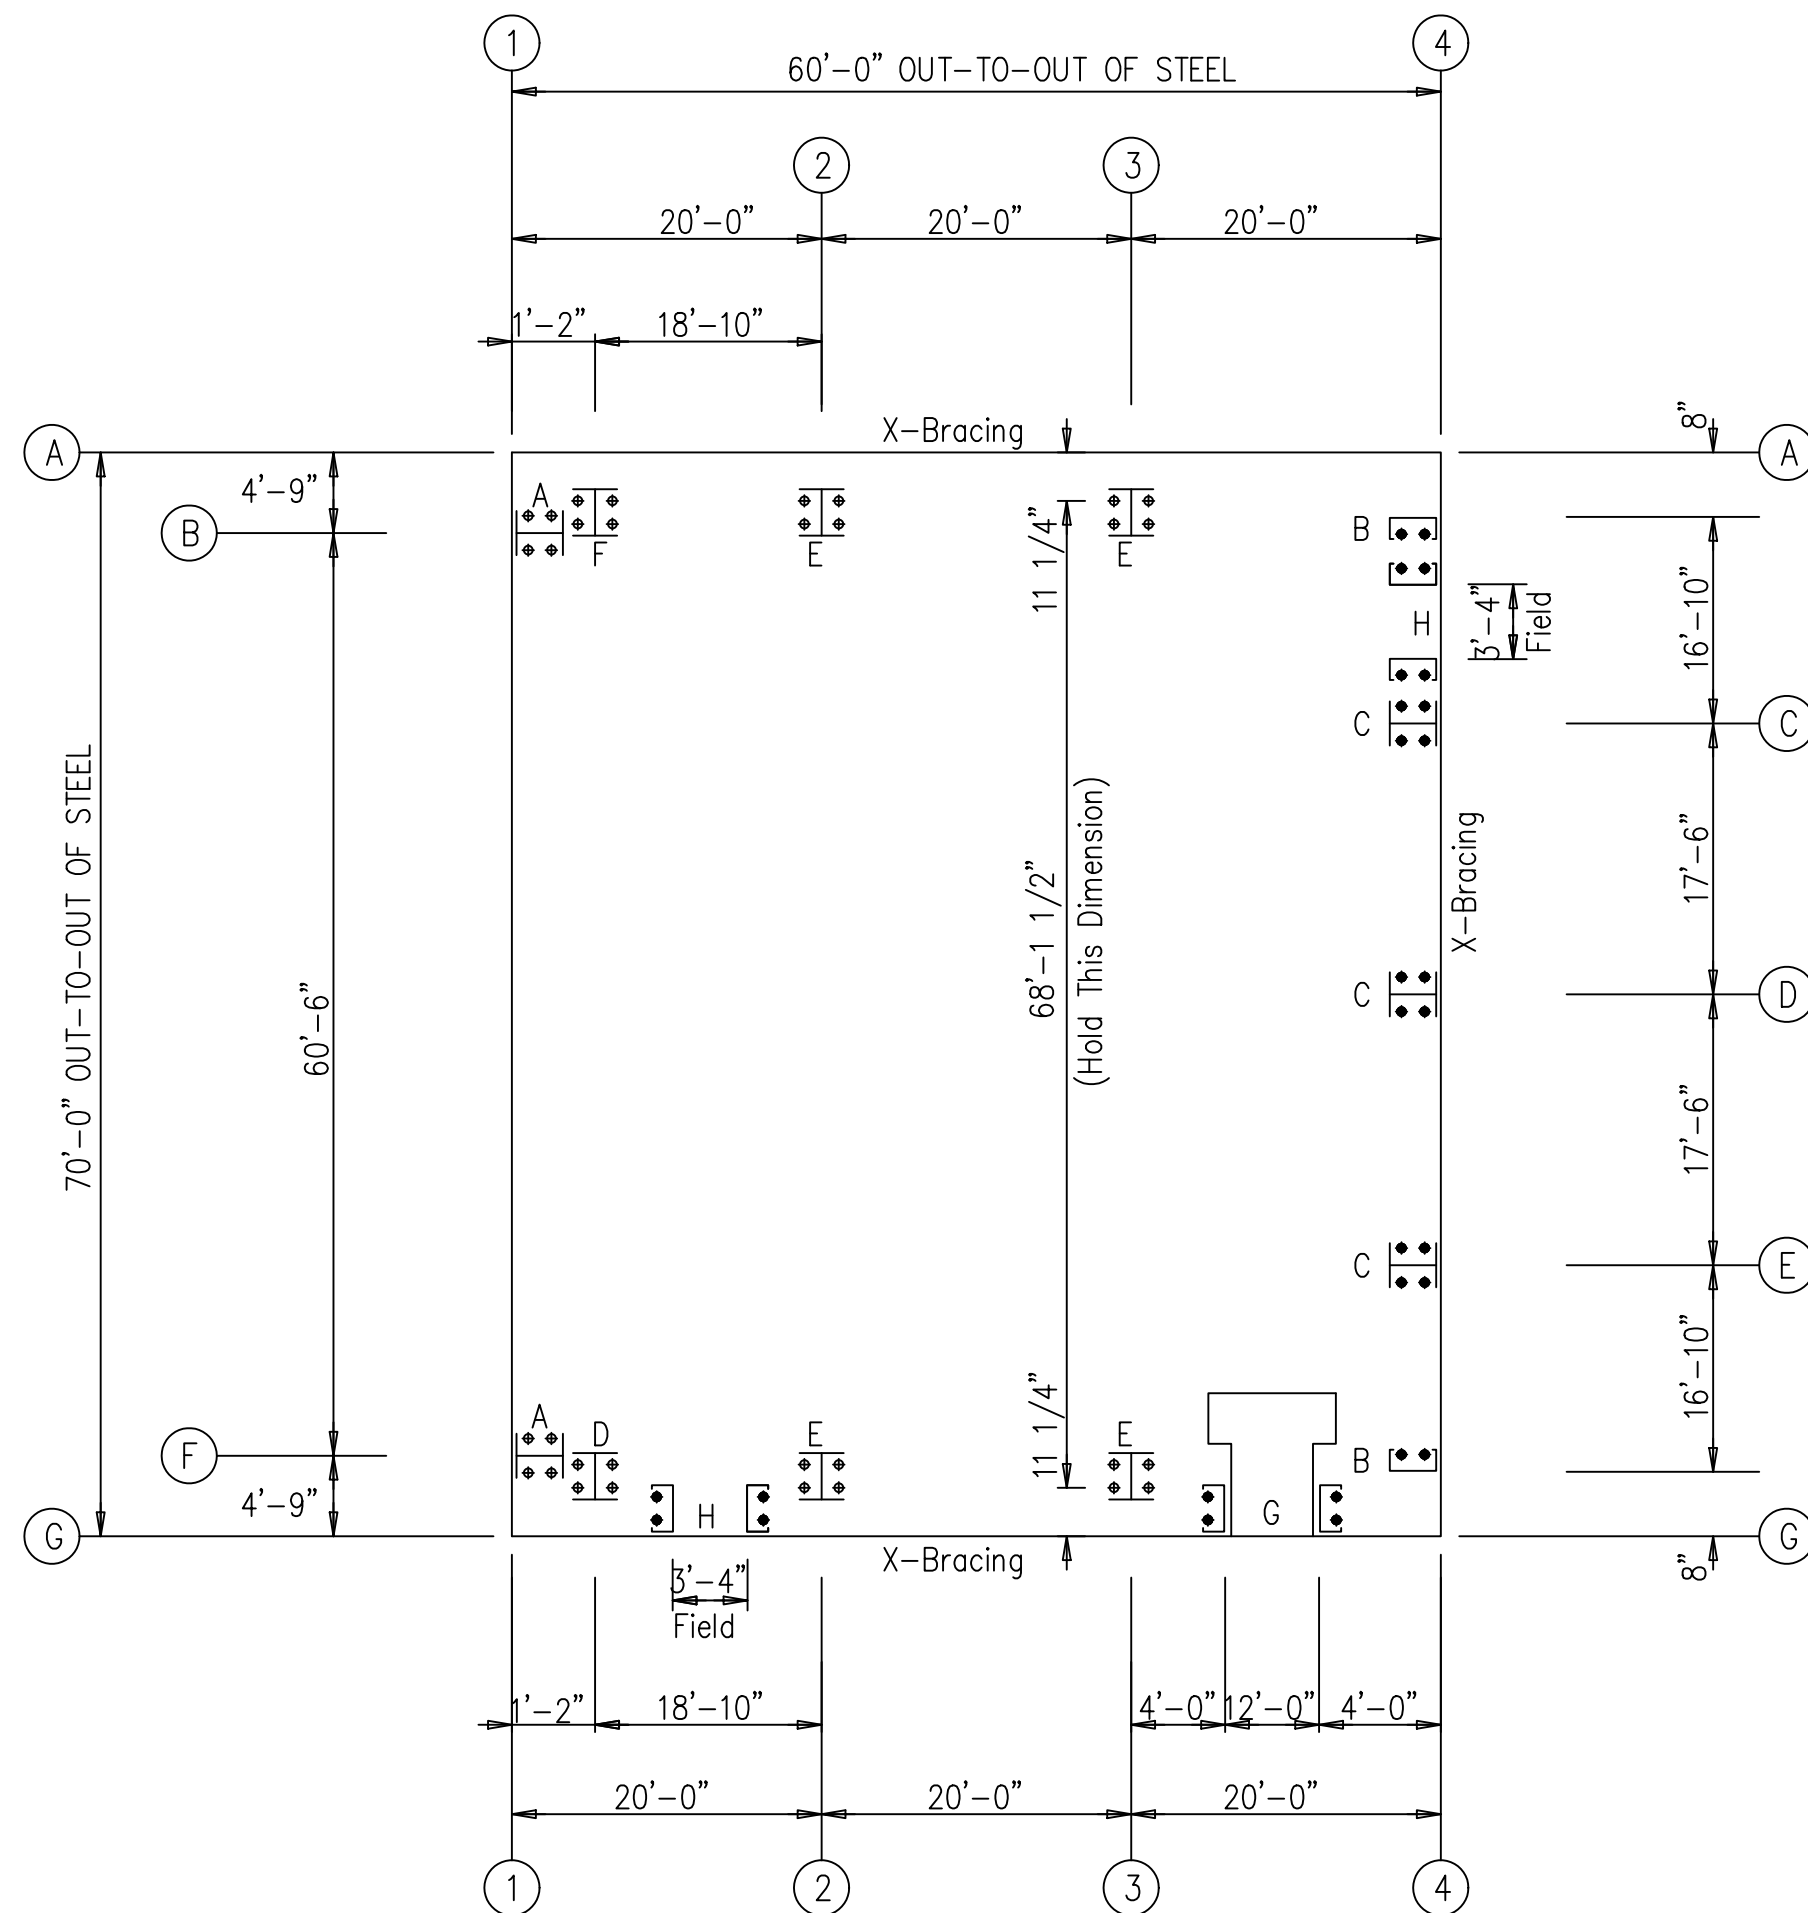 1
4
60'-0" OUT-TO-OUT OF STEEL
2
3
20'-0"
20'-0"
20'-0"
1'-2"
18'-10"
8"
X-Bracing
A
A
4'-9"
A
B
F
E
E
11 1/4"
B
16'-10"
H
3'-4"
Field
C
C
70'-0" OUT-TO-OUT OF STEEL
60'-6"
68'-1 1/2"
(Hold This Dimension)
X-Bracing
17'-6"
C
D
17'-6"
C
E
16'-10"
A
D
E
E
11 1/4"
B
F
4'-9"
H
G
G
G
X-Bracing
8"
3'-4"
Field
1'-2"
18'-10"
4'-0"
12'-0"
4'-0"
20'-0"
20'-0"
20'-0"
1
2
3
4